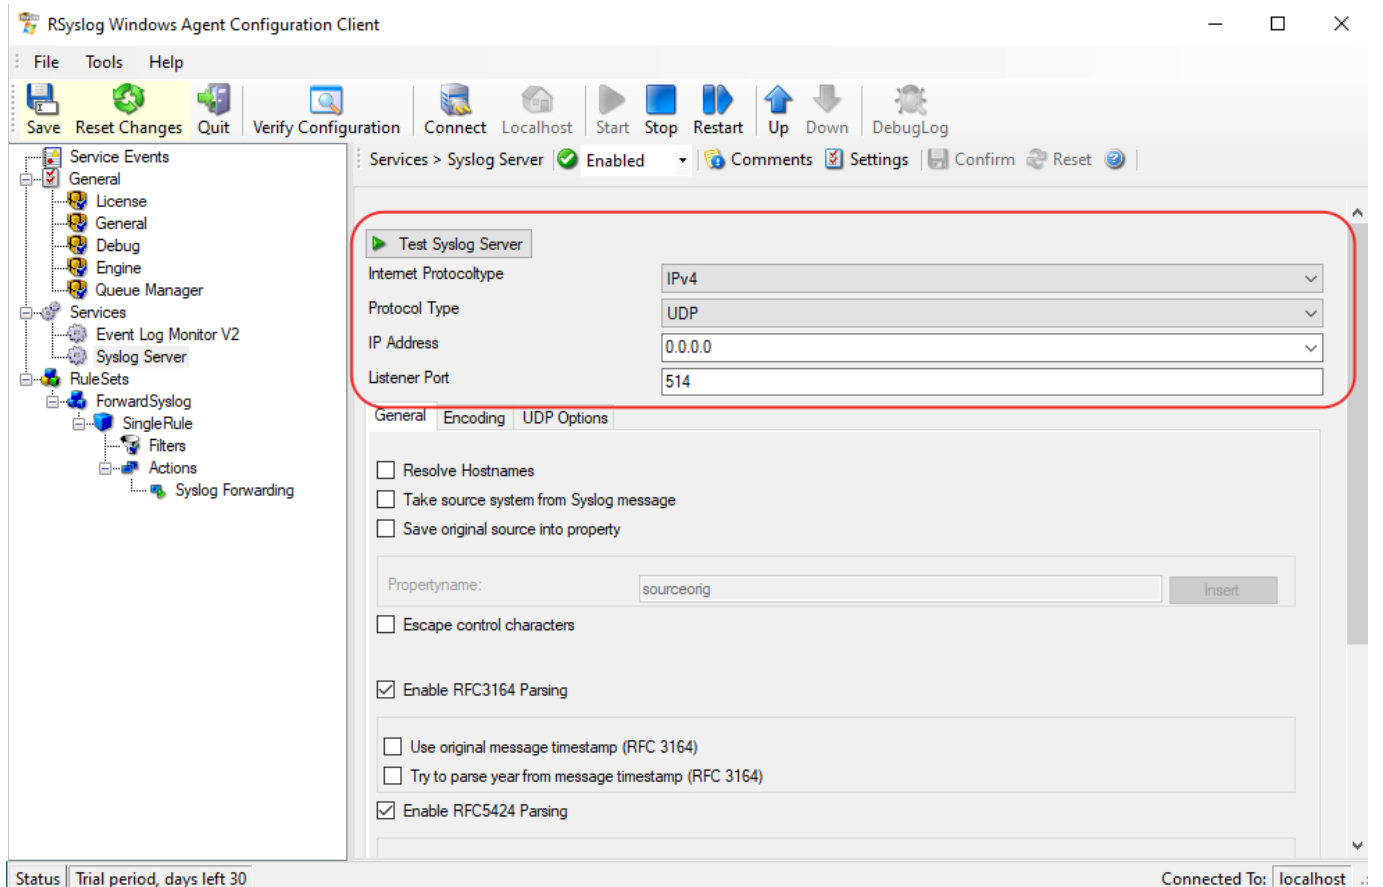 RSyslog Windows Agent Configuration Client
File Tools Help
Save Reset Changes Quit Verify Configuration Connect Localhost Start Stop Restart Up Down DebugLog
Service Events
General
License
General
Debug
Engine
Queue Manager
Services
Event Log Monitor V2
Syslog Server
RuleSets
ForwardSyslog
SingleRule
Filters
Actions
Syslog Forwarding
Services > Syslog Server Enabled Comments Settings Confirm Reset
Test Syslog Server
Internet Protocoltype IPv4
Protocol Type UDP
IP Address 0.0.0.0
Listener Port 514
General Encoding UDP Options
Resolve Hostnames
Take source system from Syslog message
Save original source into property
Propertyname: sourceorig Insert
Escape control characters
Enable RFC3164 Parsing
Use original message timestamp (RFC 3164)
Try to parse year from message timestamp (RFC 3164)
Enable RFC5424 Parsing
Status Trial period, days left 30 Connected To: localhost